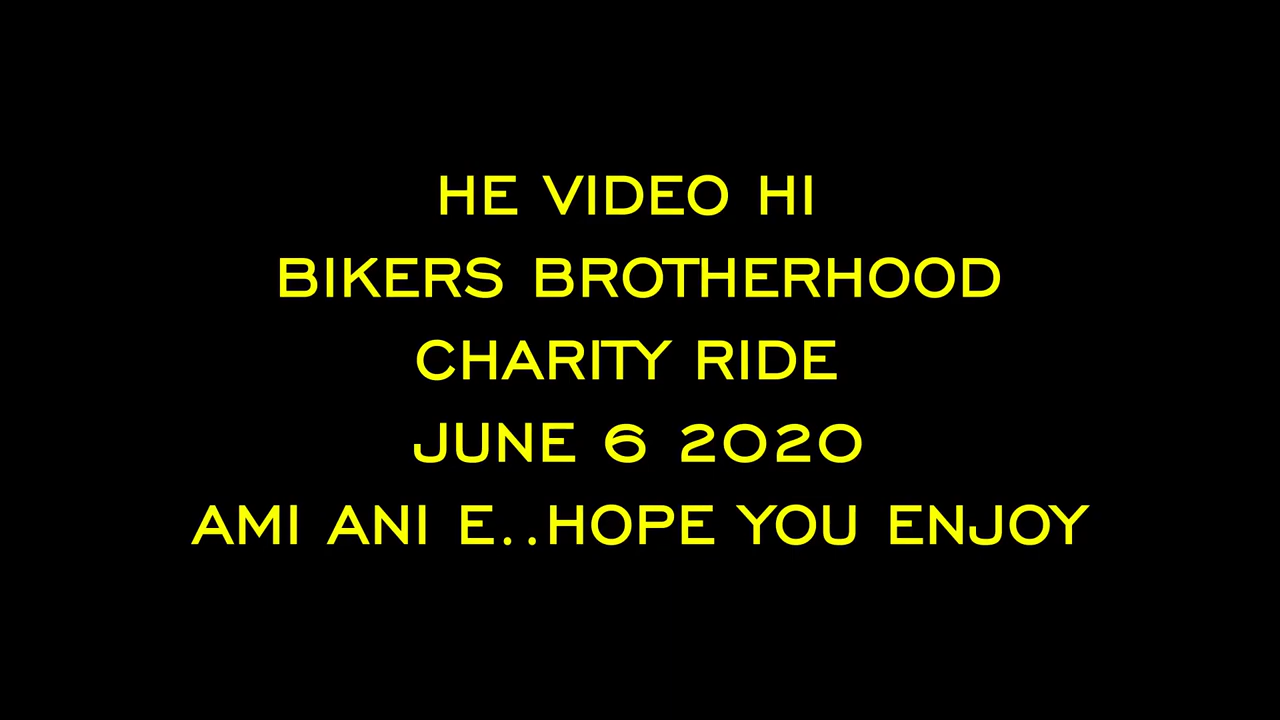 HE VIDEO HI
BIKERS BROTHERHOOD
CHARITY RIDE
JUNE 6 2020
AMI ANI E..HOPE YOU ENJOY